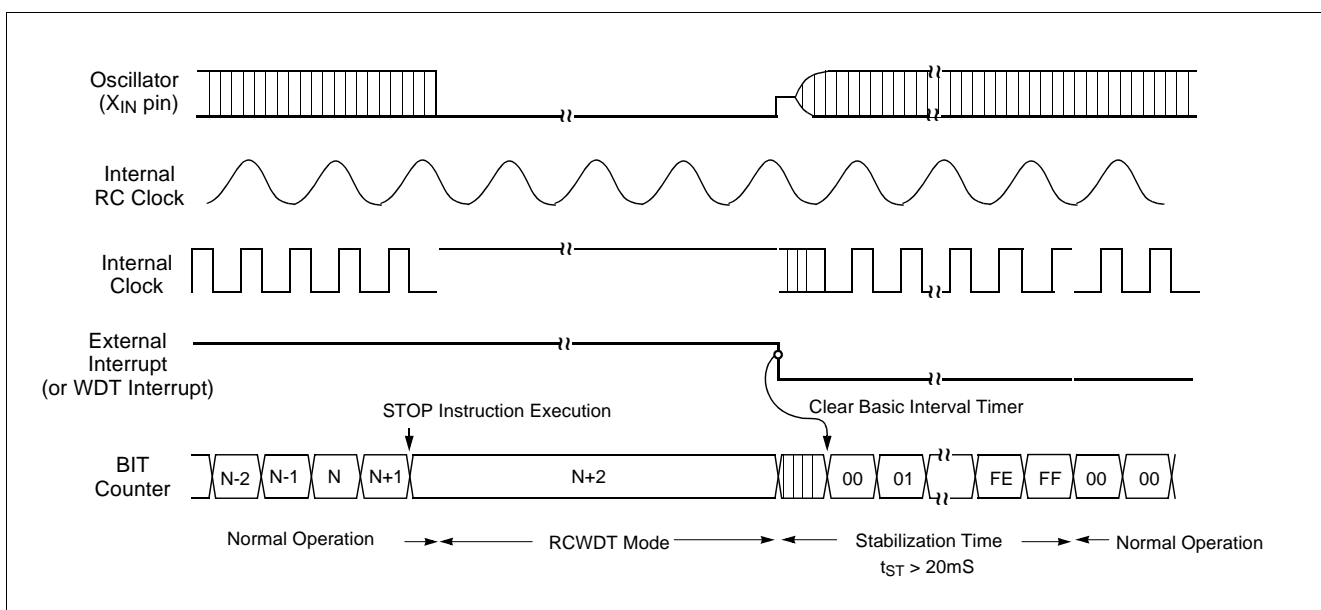 Oscillator
(XIN pin)
Internal
RC Clock
Internal
Clock
External
Interrupt
(or WDT Interrupt)
STOP Instruction Execution
Clear Basic Interval Timer
BIT
Counter
N-2 N-1 N N+1 N+2 00 01 FE FF 00 00
Normal Operation RCWDT Mode Stabilization Time Normal Operation
tST > 20mS